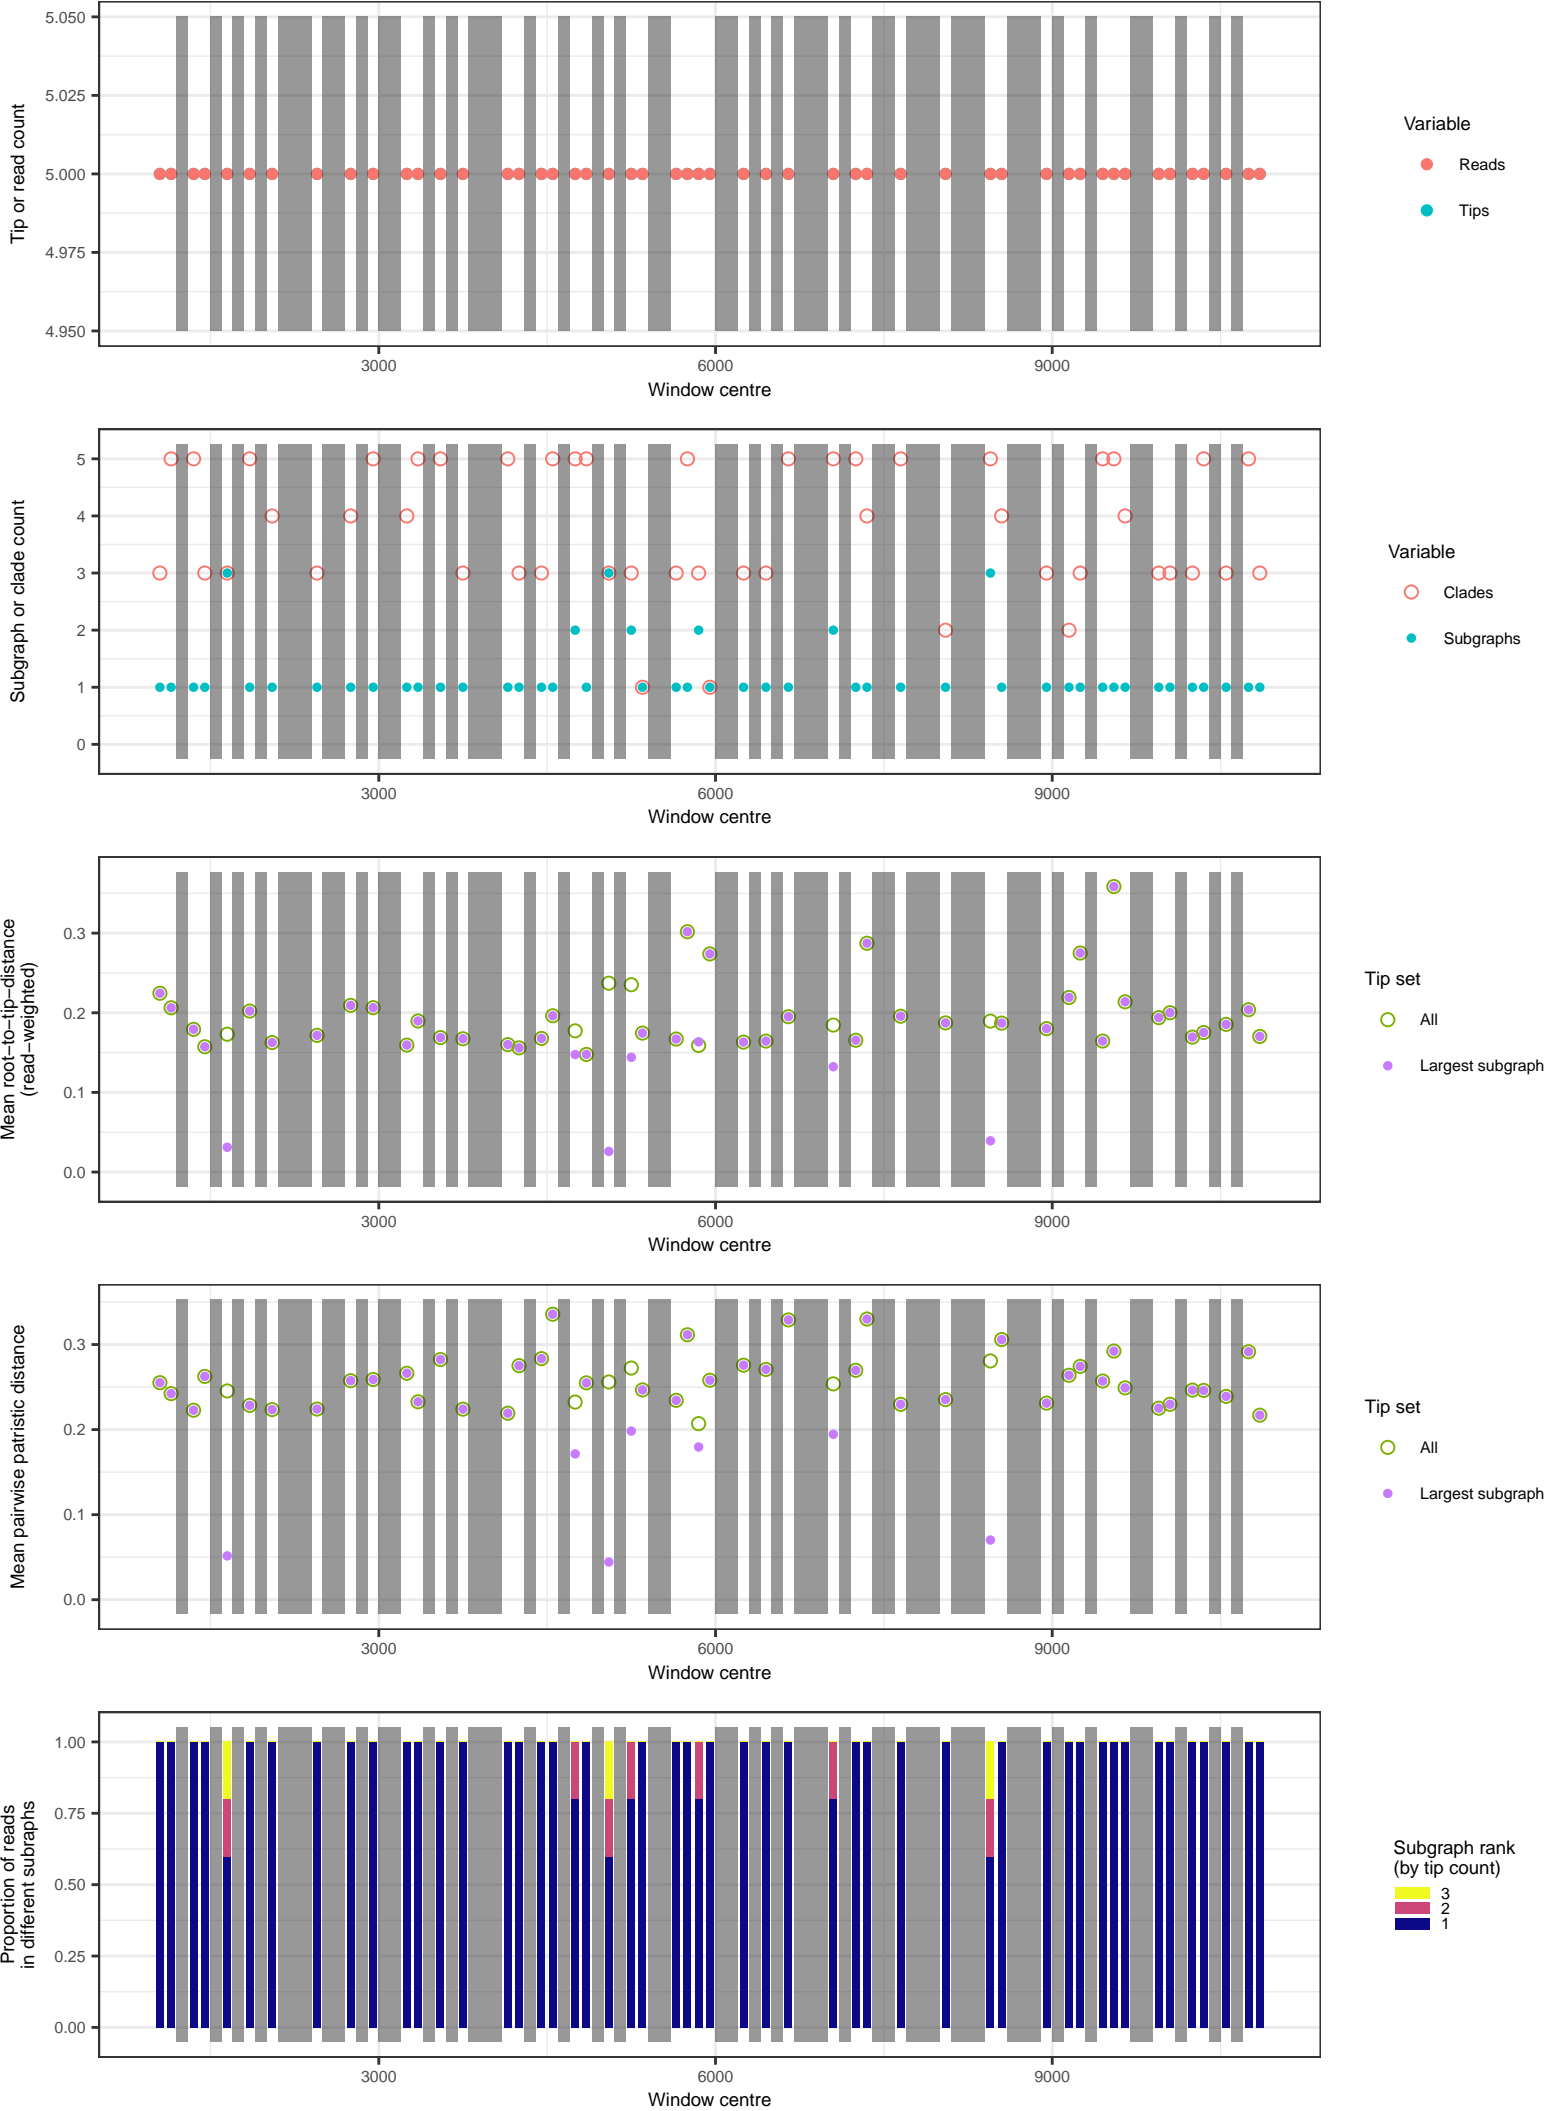 5.050
5.025
5.000
4.975
4.950
Tip or read count
3000
6000
9000
Window centre
Variable
Reads
Tips
5
4
3
2
1
0
Subgraph or clade count
3000
6000
9000
Window centre
Variable
Clades
Subgraphs
0.3
0.2
0.1
0.0
Mean root−to−tip−distance
(read−weighted)
3000
6000
9000
Window centre
Tip set
All
Largest subgraph
0.3
0.2
0.1
0.0
Mean pairwise patristic distance
3000
6000
9000
Window centre
Tip set
All
Largest subgraph
1.00
0.75
0.50
0.25
0.00
Proportion of reads
in different subraphs
3000
6000
9000
Window centre
Subgraph rank
(by tip count)
3
2
1